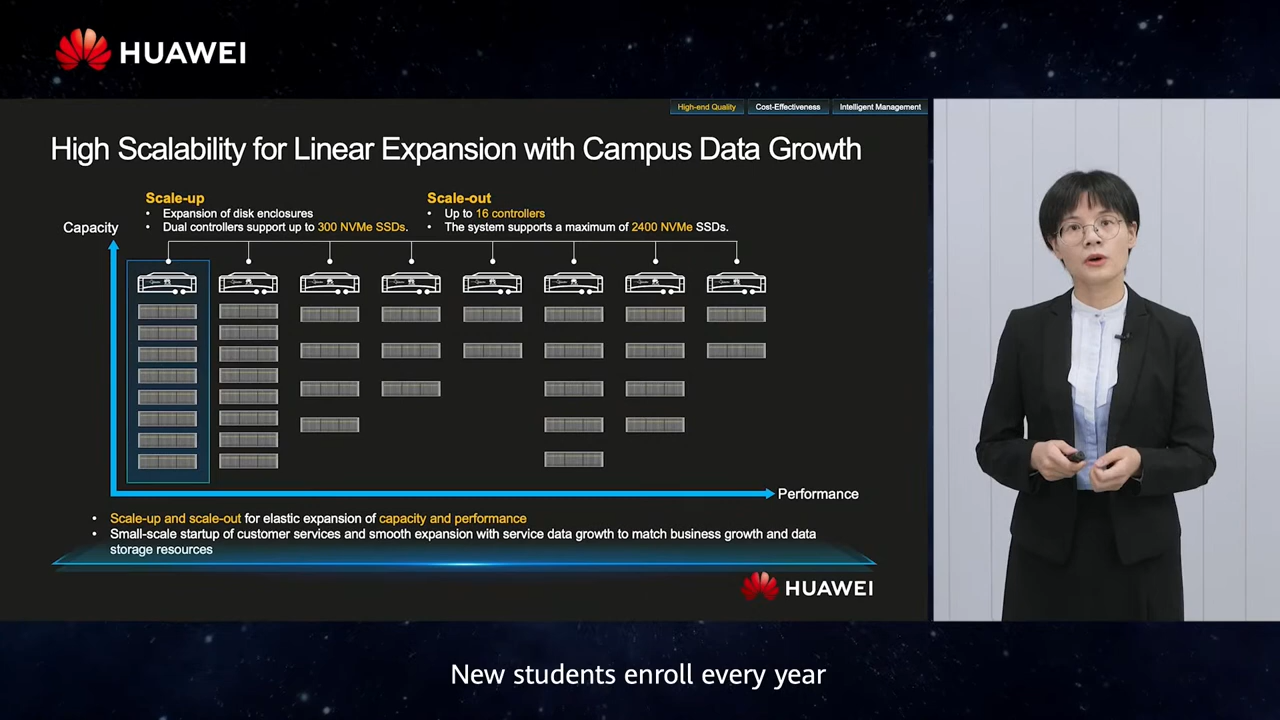 HUAWEI
High-end Quality
Cost-Effectiveness
Intelligent Management
High Scalability for Linear Expansion with Campus Data Growth
Scale-up
• Expansion of disk enclosures
• Dual controllers support up to 300 NVMe SSDs.
Scale-out
• Up to 16 controllers
• The system supports a maximum of 2400 NVMe SSDs.
Capacity
Performance
• Scale-up and scale-out for elastic expansion of capacity and performance
• Small-scale startup of customer services and smooth expansion with service data growth to match business growth and data
storage resources
HUAWEI
New students enroll every year